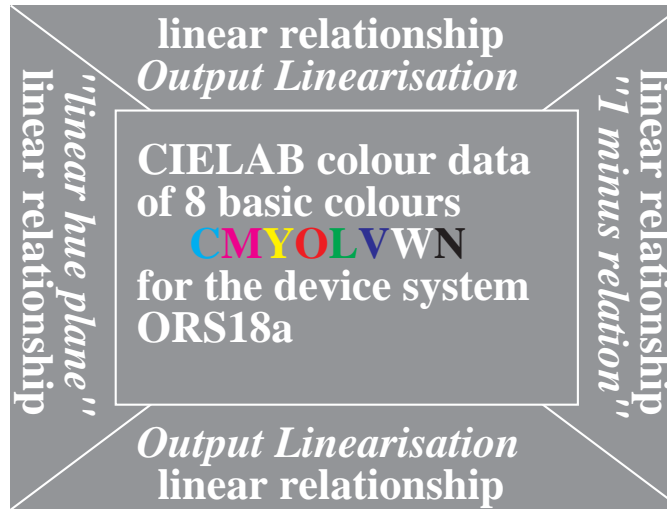 linear relationship
Output Linearisation
linear relationship
"linear hue plane"
CIELAB colour data
of 8 basic colours
CMYOLVWN
for the device system
ORS18a
linear relationship
"1 minus relation"
Output Linearisation
linear relationship